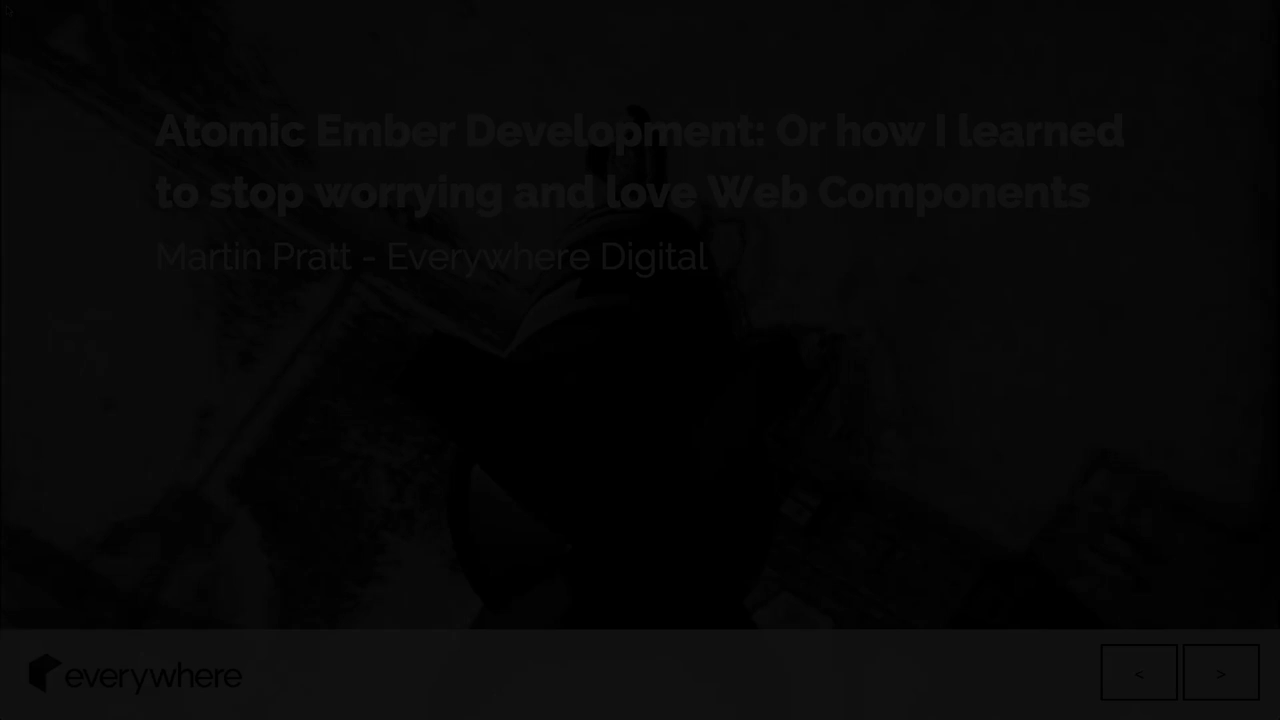 Atomic Ember Development: Or how I learned
to stop worrying and love Web Components
Martin Pratt - Everywhere Digital
everywhere
< >